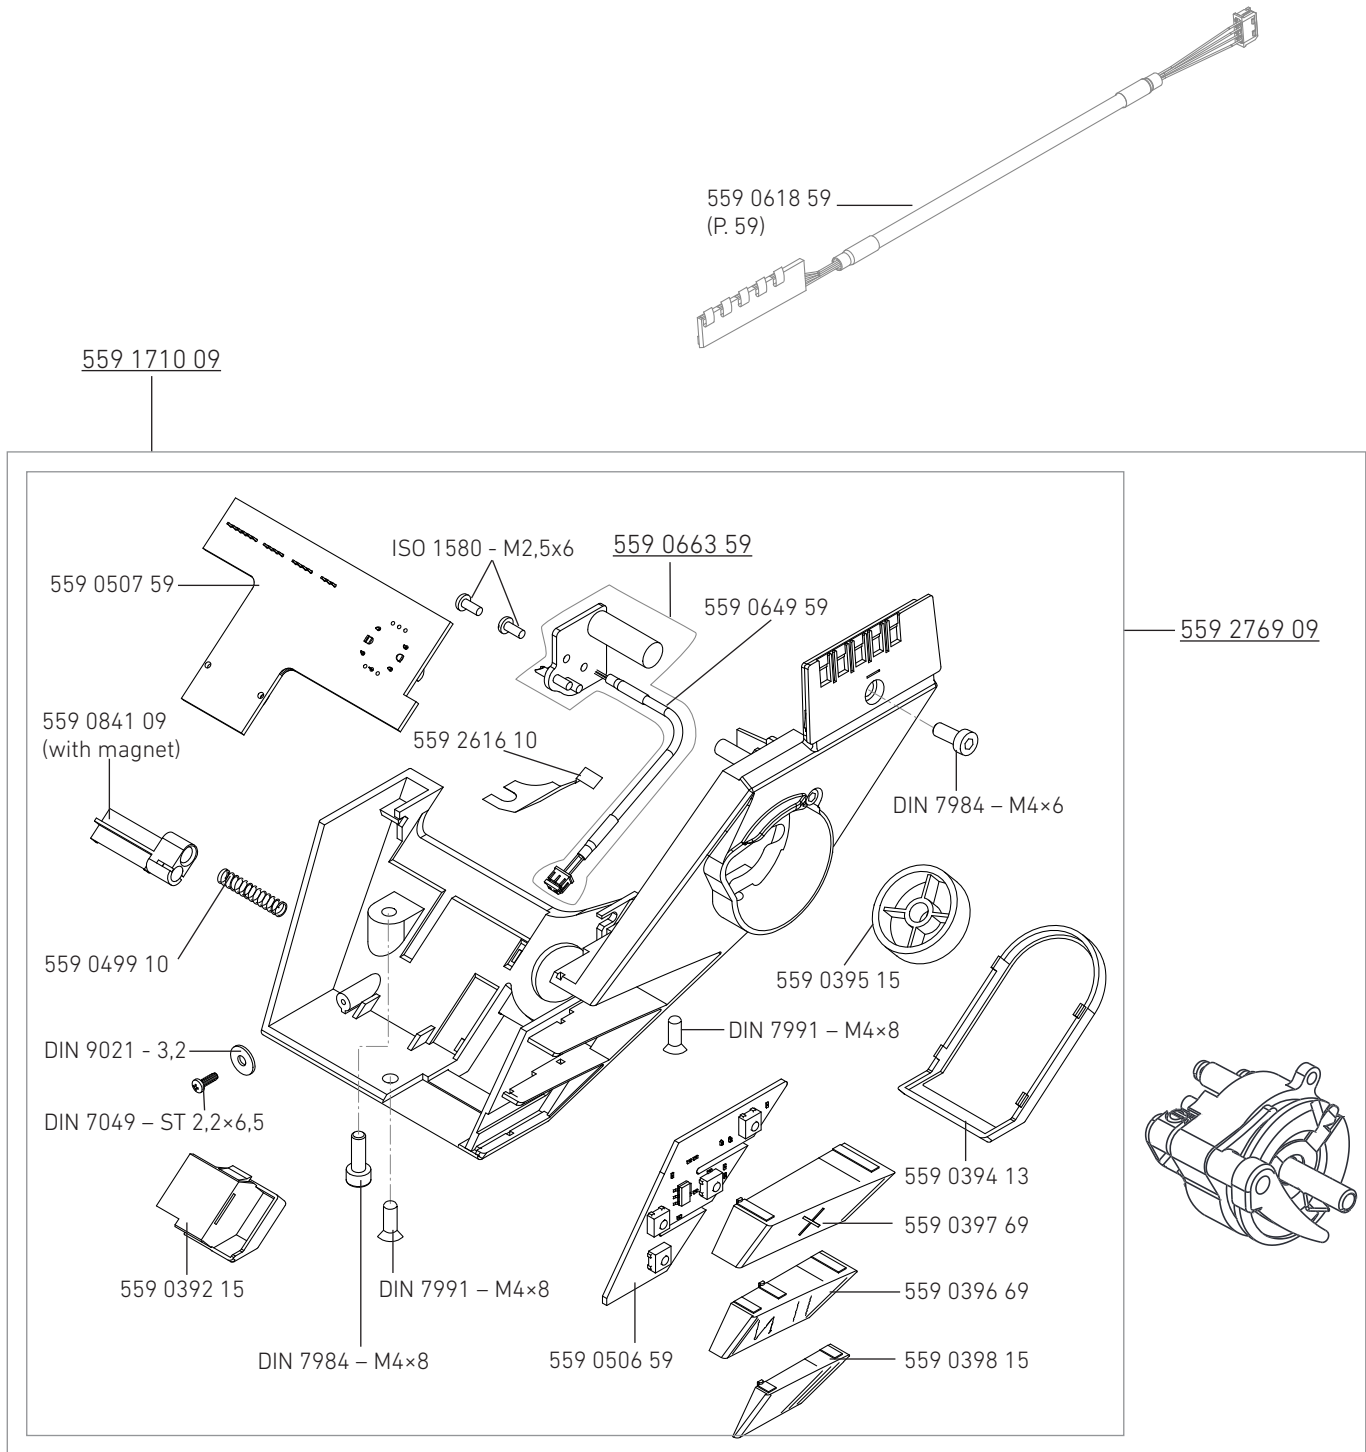 559 0618 59
(P. 59)
559 1710 09
ISO 1580 - M2,5x6
559 0663 59
559 0507 59
559 0649 59
559 2769 09
559 0841 09
(with magnet)
559 2616 10
DIN 7984 – M4×6
559 0499 10
559 0395 15
DIN 7991 – M4×8
DIN 9021 - 3,2
DIN 7049 – ST 2,2×6,5
559 0394 13
559 0397 69
559 0392 15
DIN 7991 – M4×8
559 0396 69
DIN 7984 – M4×8
559 0506 59
559 0398 15